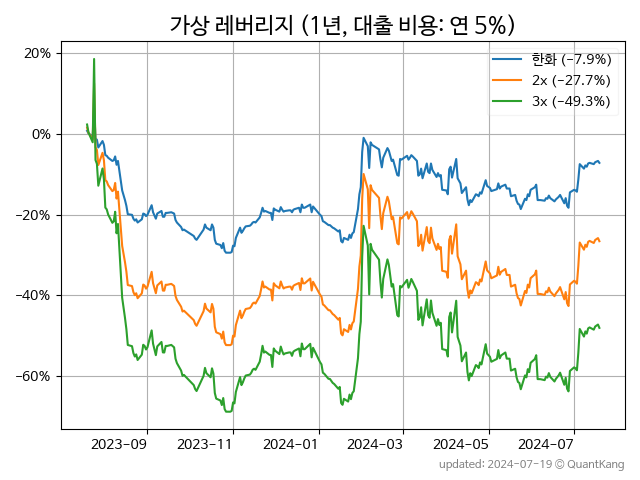 가상 레버리지 (1년, 대출 비용: 연 5%)
20%
0%
−20%
−40%
−60%
한화 (−7.9%)
2x (−27.7%)
3x (−49.3%)
2023-09
2023-11
2024-01
2024-03
2024-05
2024-07
updated: 2024-07-19 © QuantKang